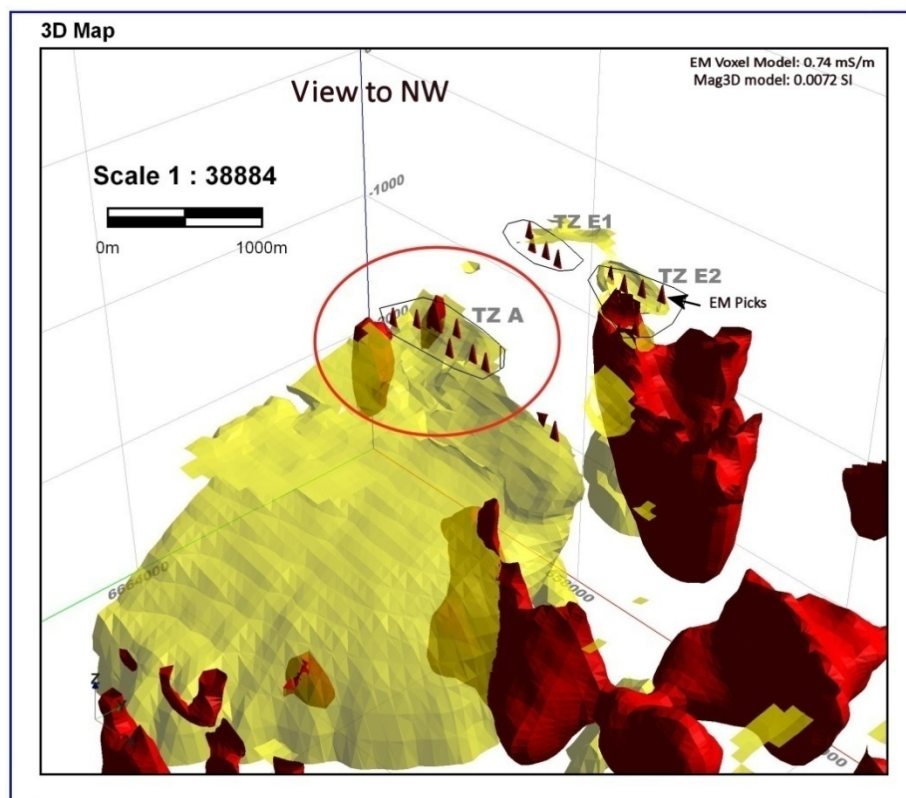 3D Map
EM Voxel Model: 0.74 mS/m
Mag3D model: 0.0072 SI
View to NW
Scale 1 : 38884
0m 1000m
0
-1000
TZ E1
TZ E2
EM Picks
TZ A
6664000
Z